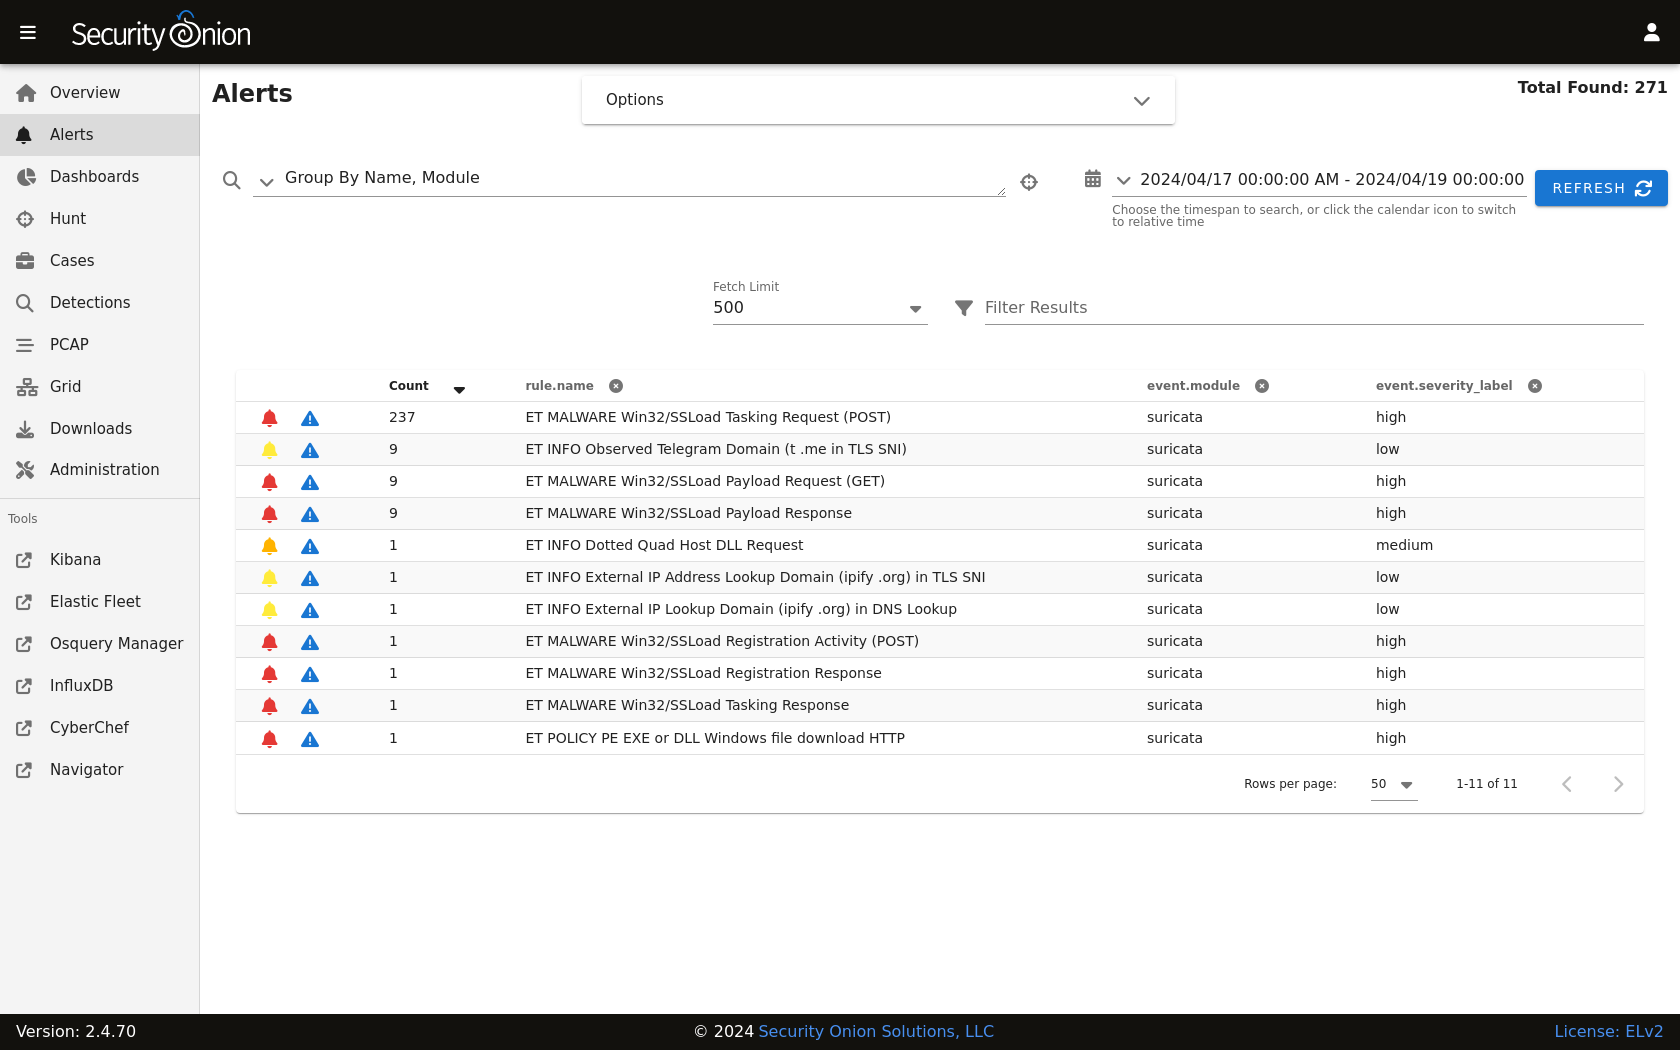 Security Onion
Overview
Alerts
Dashboards
Hunt
Cases
Detections
PCAP
Grid
Downloads
Administration
Tools
Kibana
Elastic Fleet
Osquery Manager
InfluxDB
CyberChef
Navigator
Alerts
Options
Total Found: 271
Group By Name, Module
2024/04/17 00:00:00 AM - 2024/04/19 00:00:00
REFRESH
Choose the timespan to search, or click the calendar icon to switch
to relative time
Fetch Limit
500
Filter Results
Count rule.name event.module event.severity_label
237 ET MALWARE Win32/SSLoad Tasking Request (POST) suricata high
9 ET INFO Observed Telegram Domain (t .me in TLS SNI) suricata low
9 ET MALWARE Win32/SSLoad Payload Request (GET) suricata high
9 ET MALWARE Win32/SSLoad Payload Response suricata high
1 ET INFO Dotted Quad Host DLL Request suricata medium
1 ET INFO External IP Address Lookup Domain (ipify .org) in TLS SNI suricata low
1 ET INFO External IP Lookup Domain (ipify .org) in DNS Lookup suricata low
1 ET MALWARE Win32/SSLoad Registration Activity (POST) suricata high
1 ET MALWARE Win32/SSLoad Registration Response suricata high
1 ET MALWARE Win32/SSLoad Tasking Response suricata high
1 ET POLICY PE EXE or DLL Windows file download HTTP suricata high
Rows per page: 50 1-11 of 11
Version: 2.4.70 © 2024 Security Onion Solutions, LLC License: ELv2